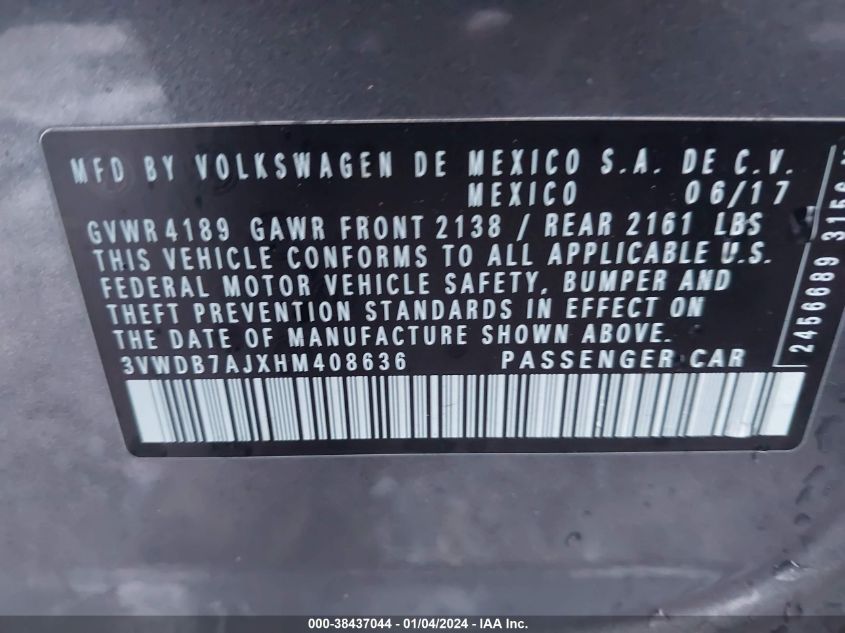 MFD BY VOLKSWAGEN DE MEXICO S.A. DE C.V.
MEXICO 06/17
GVWR 4189 GAWR FRONT 2138 / REAR 2161 LBS
THIS VEHICLE CONFORMS TO ALL APPLICABLE U.S.
FEDERAL MOTOR VEHICLE SAFETY, BUMPER AND
THEFT PREVENTION STANDARDS IN EFFECT ON
THE DATE OF MANUFACTURE SHOWN ABOVE.
3VWDB7AJXHM408636 PASSENGER CAR
2456689
000-38437044 - 01/04/2024 - IAA Inc.